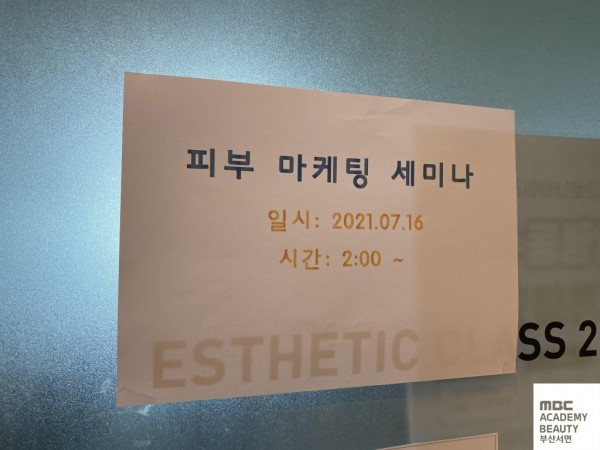 피부 마케팅 세미나
일시: 2021.07.16
시간: 2:00 ~
ESTHETIC CLASS 2
MBC
ACADEMY
BEAUTY
부산서면